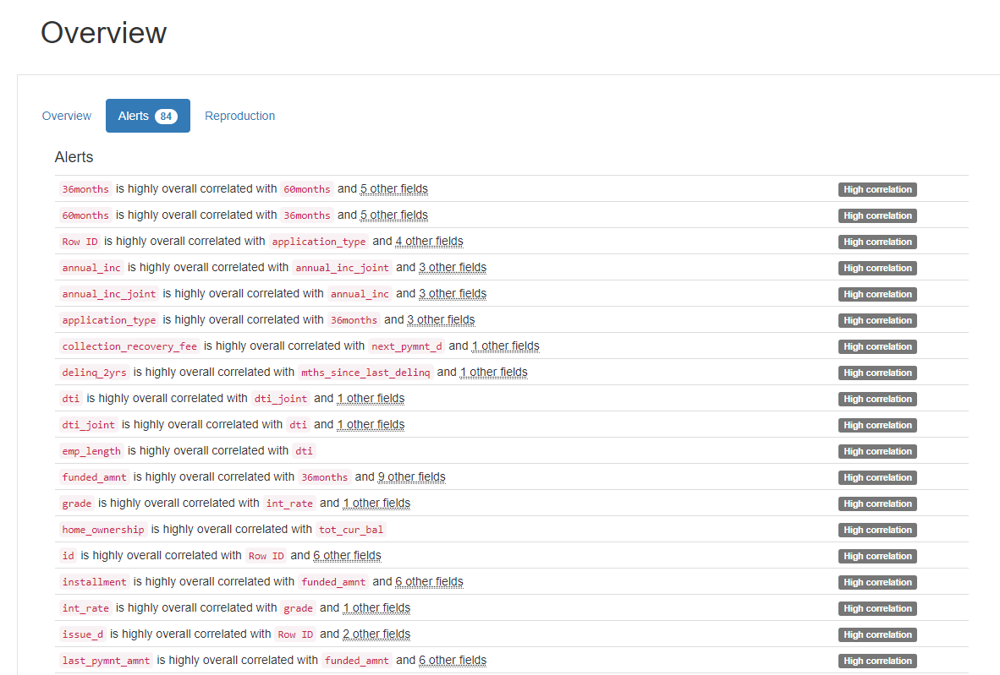 Overview
Overview Alerts 84 Reproduction
Alerts
36months is highly overall correlated with 60months and 5 other fields High correlation
60months is highly overall correlated with 36months and 5 other fields High correlation
Row ID is highly overall correlated with application_type and 4 other fields High correlation
annual_inc is highly overall correlated with annual_inc_joint and 3 other fields High correlation
annual_inc_joint is highly overall correlated with annual_inc and 3 other fields High correlation
application_type is highly overall correlated with 36months and 3 other fields High correlation
collection_recovery_fee is highly overall correlated with next_pymnt_d and 1 other fields High correlation
delinq_2yrs is highly overall correlated with mths_since_last_delinq and 1 other fields High correlation
dti is highly overall correlated with dti_joint and 1 other fields High correlation
dti_joint is highly overall correlated with dti and 1 other fields High correlation
emp_length is highly overall correlated with dti High correlation
funded_amnt is highly overall correlated with 36months and 9 other fields High correlation
grade is highly overall correlated with int_rate and 1 other fields High correlation
home_ownership is highly overall correlated with tot_cur_bal High correlation
id is highly overall correlated with Row ID and 6 other fields High correlation
installment is highly overall correlated with funded_amnt and 6 other fields High correlation
int_rate is highly overall correlated with grade and 1 other fields High correlation
issue_d is highly overall correlated with Row ID and 2 other fields High correlation
last_pymnt_amnt is highly overall correlated with funded_amnt and 6 other fields High correlation